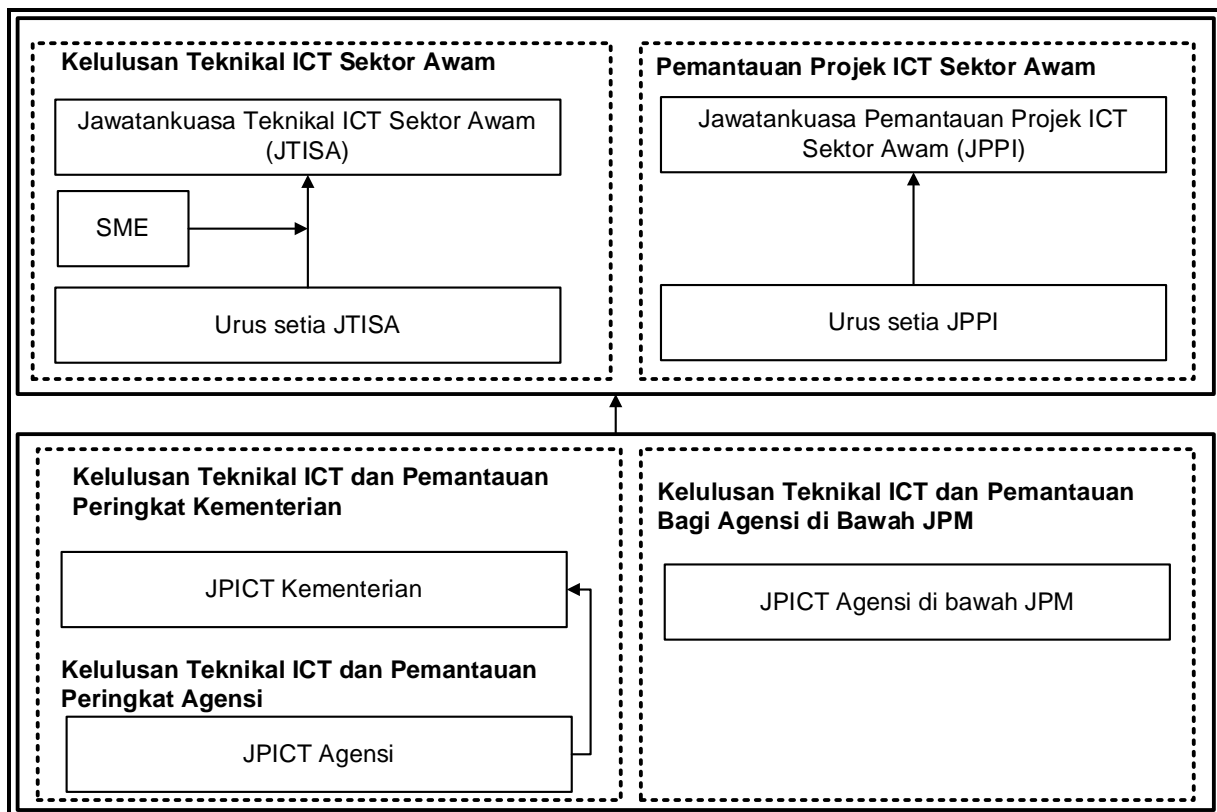 Kelulusan Teknikal ICT Sektor Awam
Jawatankuasa Teknikal ICT Sektor Awam
(JTISA)
SME
Urus setia JTISA
Pemantauan Projek ICT Sektor Awam
Jawatankuasa Pemantauan Projek ICT
Sektor Awam (JPPI)
Urus setia JPPI
Kelulusan Teknikal ICT dan Pemantauan
Peringkat Kementerian
JPICT Kementerian
Kelulusan Teknikal ICT dan Pemantauan
Peringkat Agensi
JPICT Agensi
Kelulusan Teknikal ICT dan Pemantauan
Bagi Agensi di Bawah JPM
JPICT Agensi di bawah JPM